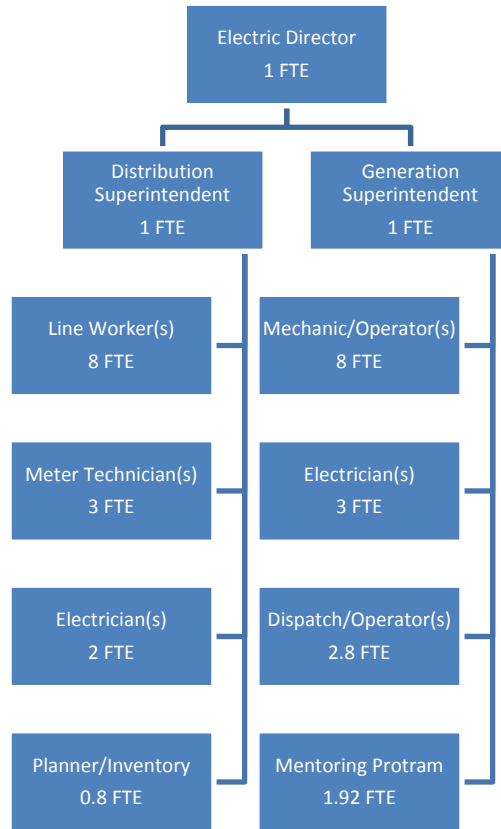 Electric Director
1 FTE
Distribution
Superintendent
1 FTE
Generation
Superintendent
1 FTE
Line Worker(s)
8 FTE
Mechanic/Operator(s)
8 FTE
Meter Technician(s)
3 FTE
Electrician(s)
3 FTE
Electrician(s)
2 FTE
Dispatch/Operator(s)
2.8 FTE
Planner/Inventory
0.8 FTE
Mentoring Protram
1.92 FTE